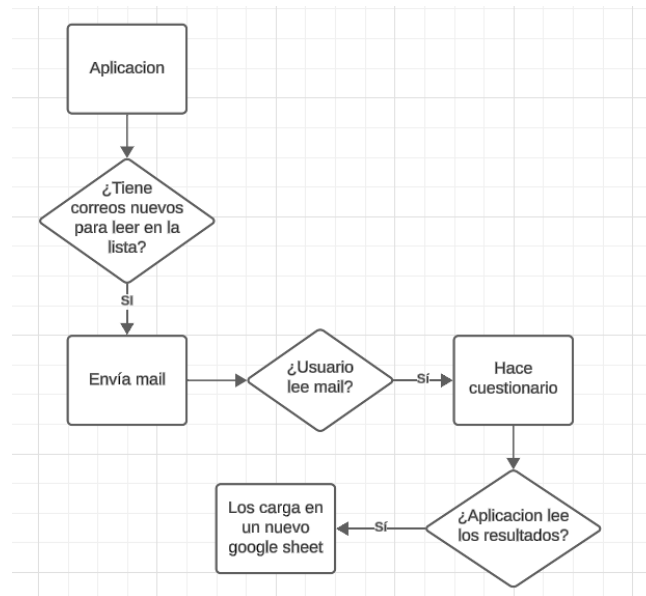 Aplicacion
¿Tiene
correos nuevos
para leer en la
lista?
SI
Envía mail
¿Usuario
lee mail?
Sí
Hace
cuestionario
¿Aplicacion lee
los resultados?
Sí
Los carga en
un nuevo
google sheet